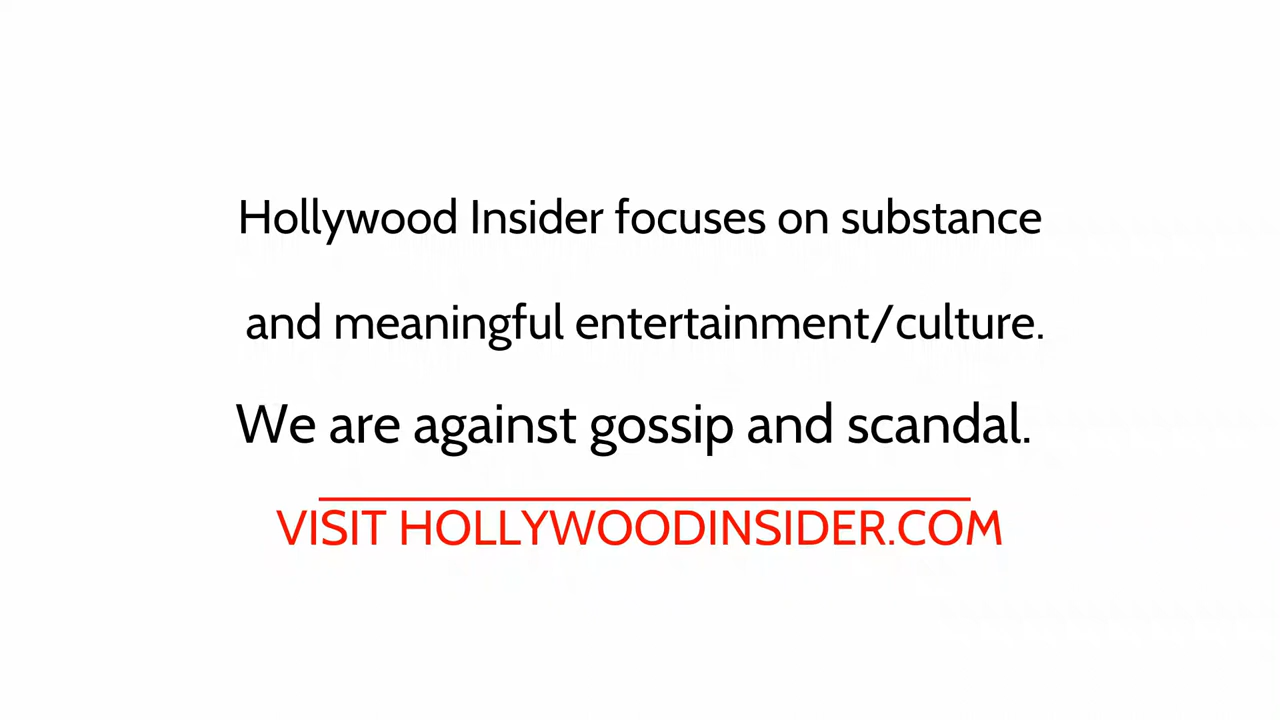 Hollywood Insider focuses on substance
and meaningful entertainment/culture.
We are against gossip and scandal.
VISIT HOLLYWOODINSIDER.COM